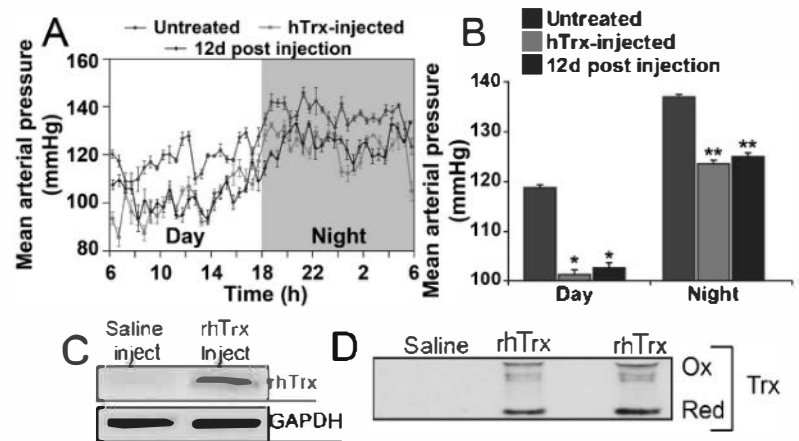 A
Untreated
hTrx-injected
12d post injection
Mean arterial pressure
(mmHg)
160
140
120
100
80
Day
Night
6
10
14
18
22
2
6
Time (h)
B
Untreated
hTrx-injected
12d post injection
Mean arterial pressure
(mmHg)
140
130
120
110
100
*
*
**
**
Day
Night
C
Saline
inject
rhTrx
Inject
rhTrx
GAPDH
D
Saline
rhTrx
rhTrx
Ox
Red
Trx